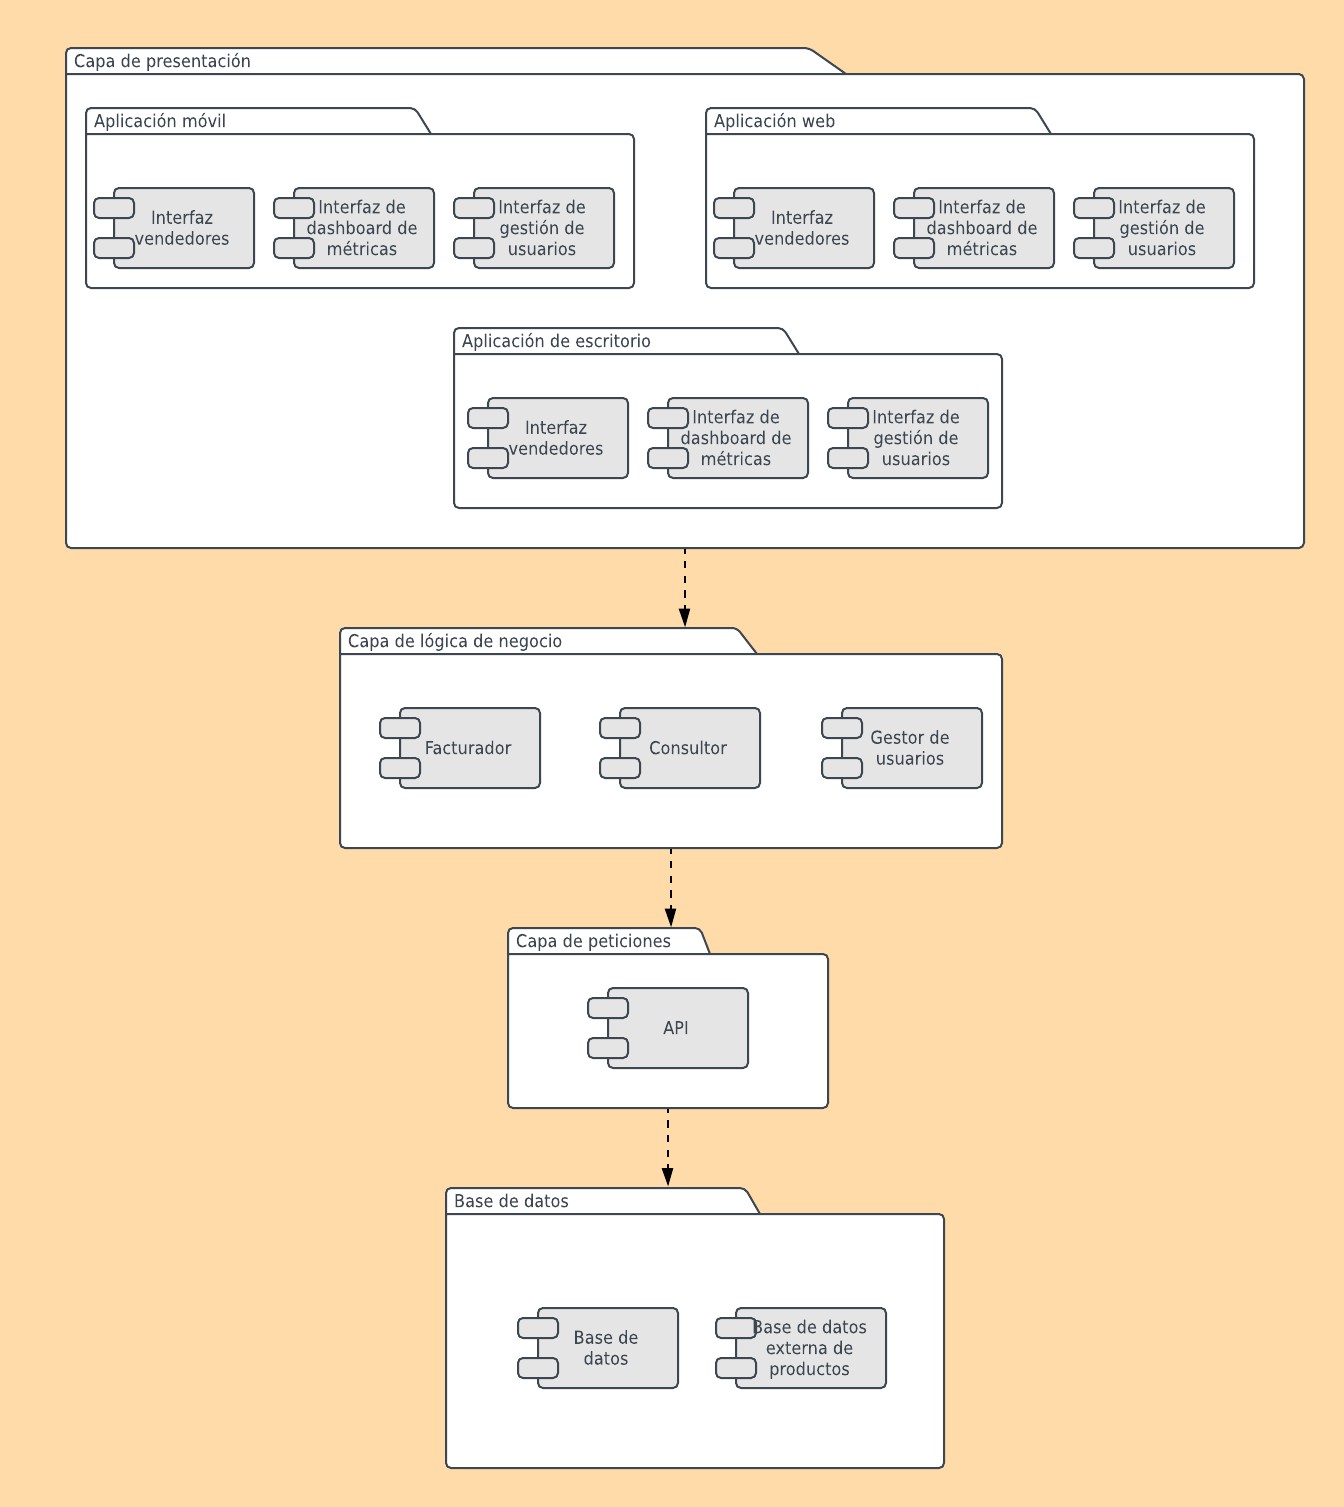 Capa de presentación
Aplicación móvil
Interfaz
vendedores
Interfaz de
dashboard de
métricas
Interfaz de
gestión de
usuarios
Aplicación web
Interfaz
vendedores
Interfaz de
dashboard de
métricas
Interfaz de
gestión de
usuarios
Aplicación de escritorio
Interfaz
vendedores
Interfaz de
dashboard de
métricas
Interfaz de
gestión de
usuarios
Capa de lógica de negocio
Facturador
Consultor
Gestor de
usuarios
Capa de peticiones
API
Base de datos
Base de
datos
Base de datos
externa de
productos